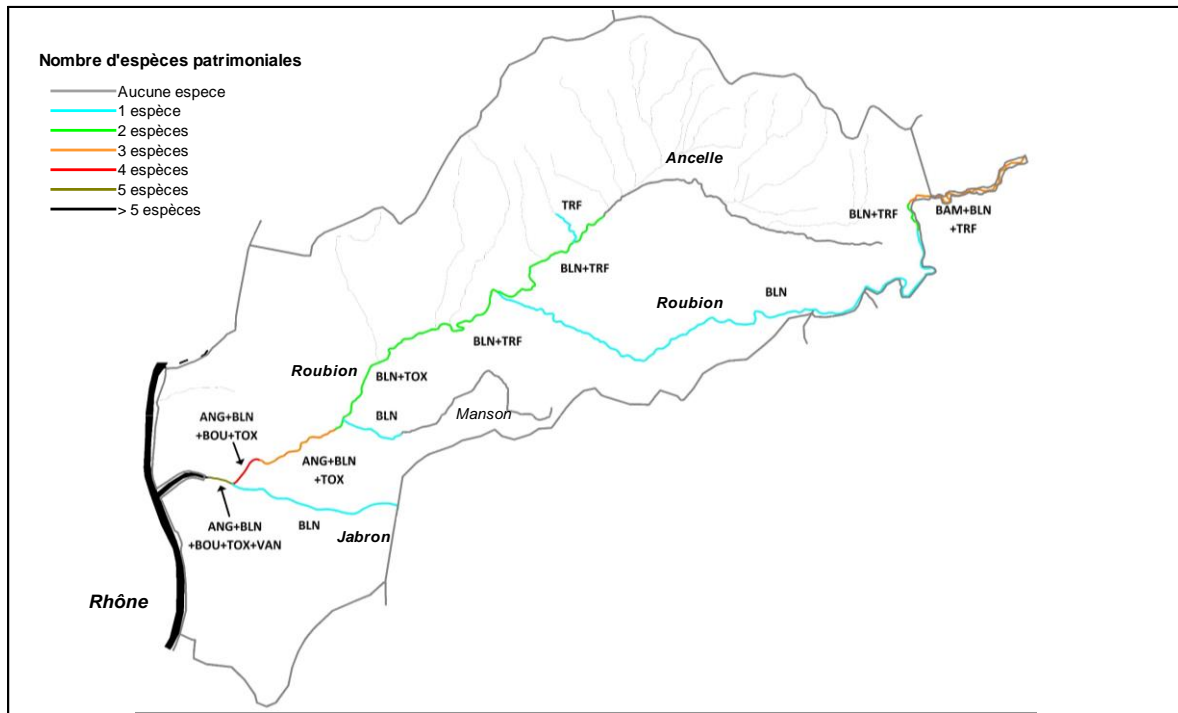 Nombre d'espèces patrimoniales
Aucune espece
1 espèce
2 espèces
3 espèces
4 espèces
5 espèces
> 5 espèces
Ancelle
TRF
BLN+TRF
BAM+BLN
+TRF
BLN+TRF
Roubion
BLN
BLN+TRF
Roubion
BLN+TOX
BLN
Manson
ANG+BLN
+BOU+TOX
ANG+BLN
+TOX
ANG+BLN
+BOU+TOX+VAN
BLN
Jabron
Rhône